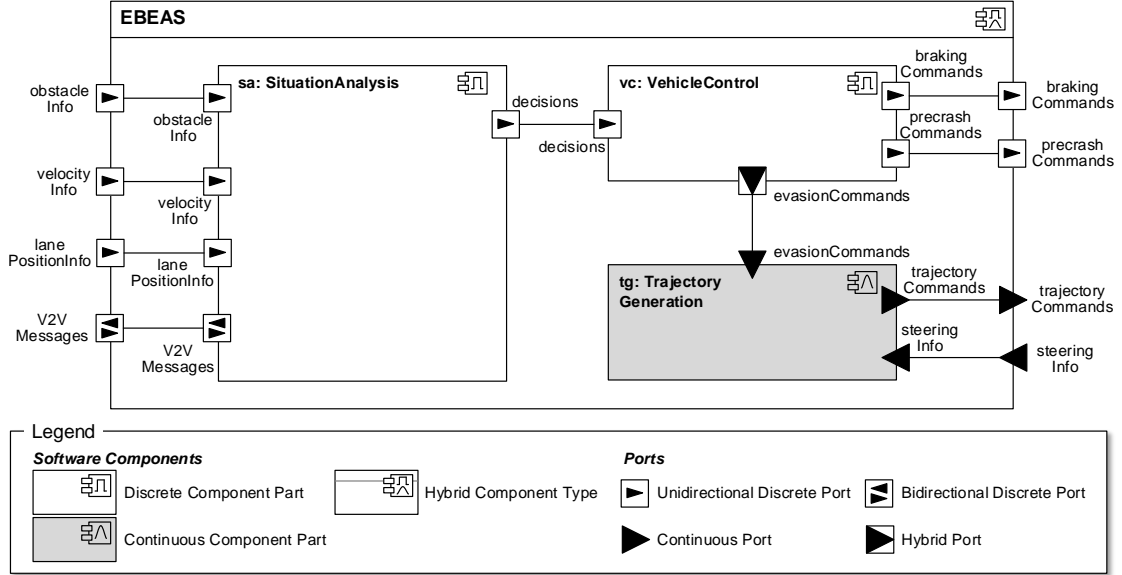 EBEAS
sa: SituationAnalysis
vc: VehicleControl
braking
Commands
braking
Commands
obstacle
Info
obstacle
Info
decisions
decisions
precrash
Commands
precrash
Commands
velocity
Info
velocity
Info
evasionCommands
lane
PositionInfo
lane
PositionInfo
evasionCommands
tg: Trajectory
Generation
trajectory
Commands
trajectory
Commands
V2V
Messages
V2V
Messages
steering
Info
steering
Info
Legend
Software Components
Discrete Component Part
Hybrid Component Type
Continuous Component Part
Ports
Unidirectional Discrete Port
Bidirectional Discrete Port
Continuous Port
Hybrid Port